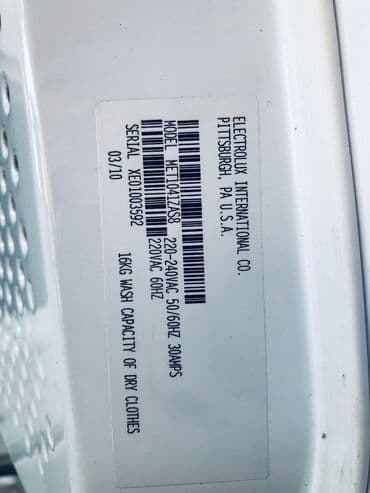 ELECTROLUX INTERNATIONAL CO.
PITTSBURGH, PA U.S.A.
MODEL MET1041ZAS8 220-240VAC 50/60HZ 30AMPS
220VAC 60HZ
SERIAL XE01003592
03/10
16KG WASH CAPACITY OF DRY CLOTHES